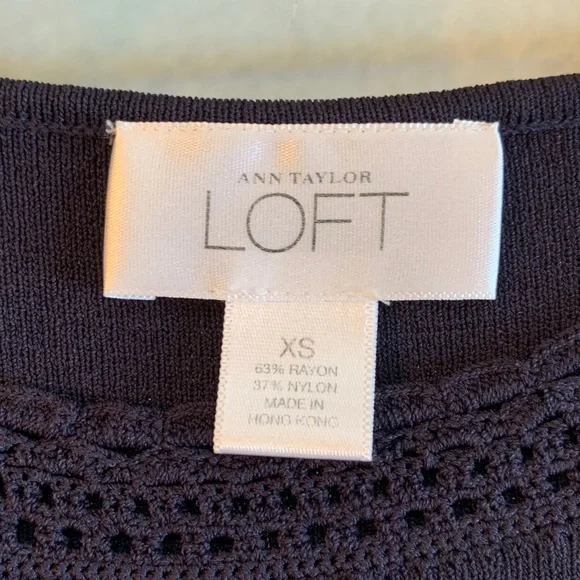 ANN TAYLOR
LOFT
XS
63% RAYON
37% NYLON
MADE IN
HONG KONG